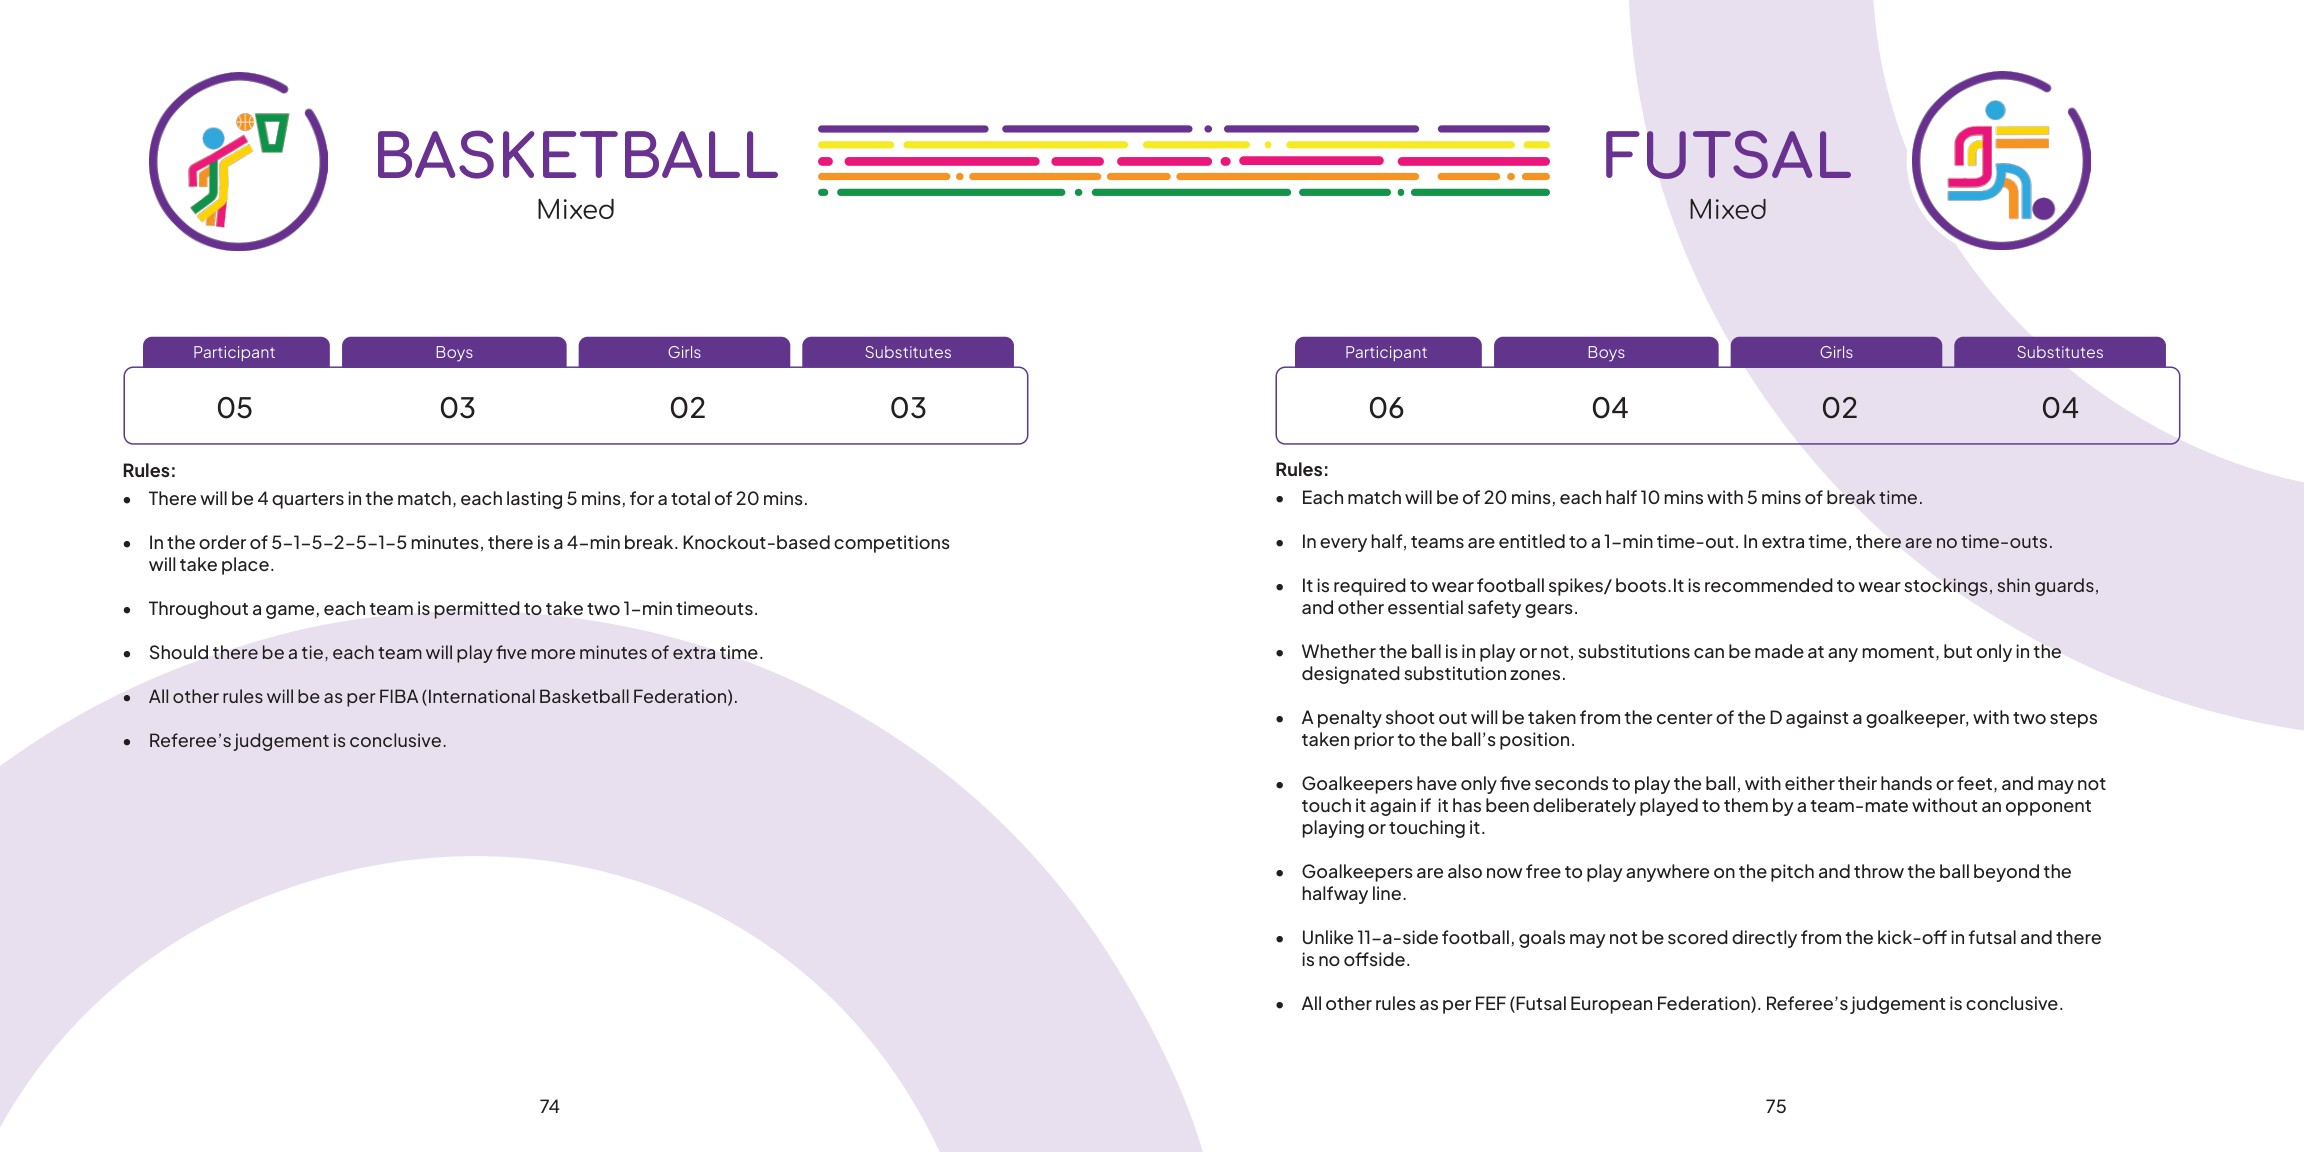 BASKETBALL
Mixed
Participant Boys Girls Substitutes
05 03 02 03
Rules:
• There will be 4 quarters in the match, each lasting 5 mins, for a total of 20 mins.
• In the order of 5–1–5–2–5–1–5 minutes, there is a 4–min break. Knockout-based competitions
will take place.
• Throughout a game, each team is permitted to take two 1–min timeouts.
• Should there be a tie, each team will play five more minutes of extra time.
• All other rules will be as per FIBA (International Basketball Federation).
• Referee’s judgement is conclusive.
74
FUTSAL
Mixed
Participant Boys Girls Substitutes
06 04 02 04
Rules:
• Each match will be of 20 mins, each half 10 mins with 5 mins of break time.
• In every half, teams are entitled to a 1–min time-out. In extra time, there are no time-outs.
• It is required to wear football spikes/ boots.It is recommended to wear stockings, shin guards,
and other essential safety gears.
• Whether the ball is in play or not, substitutions can be made at any moment, but only in the
designated substitution zones.
• A penalty shoot out will be taken from the center of the D against a goalkeeper, with two steps
taken prior to the ball’s position.
• Goalkeepers have only five seconds to play the ball, with either their hands or feet, and may not
touch it again if it has been deliberately played to them by a team-mate without an opponent
playing or touching it.
• Goalkeepers are also now free to play anywhere on the pitch and throw the ball beyond the
halfway line.
• Unlike 11–a-side football, goals may not be scored directly from the kick-off in futsal and there
is no offside.
• All other rules as per FEF (Futsal European Federation). Referee’s judgement is conclusive.
75